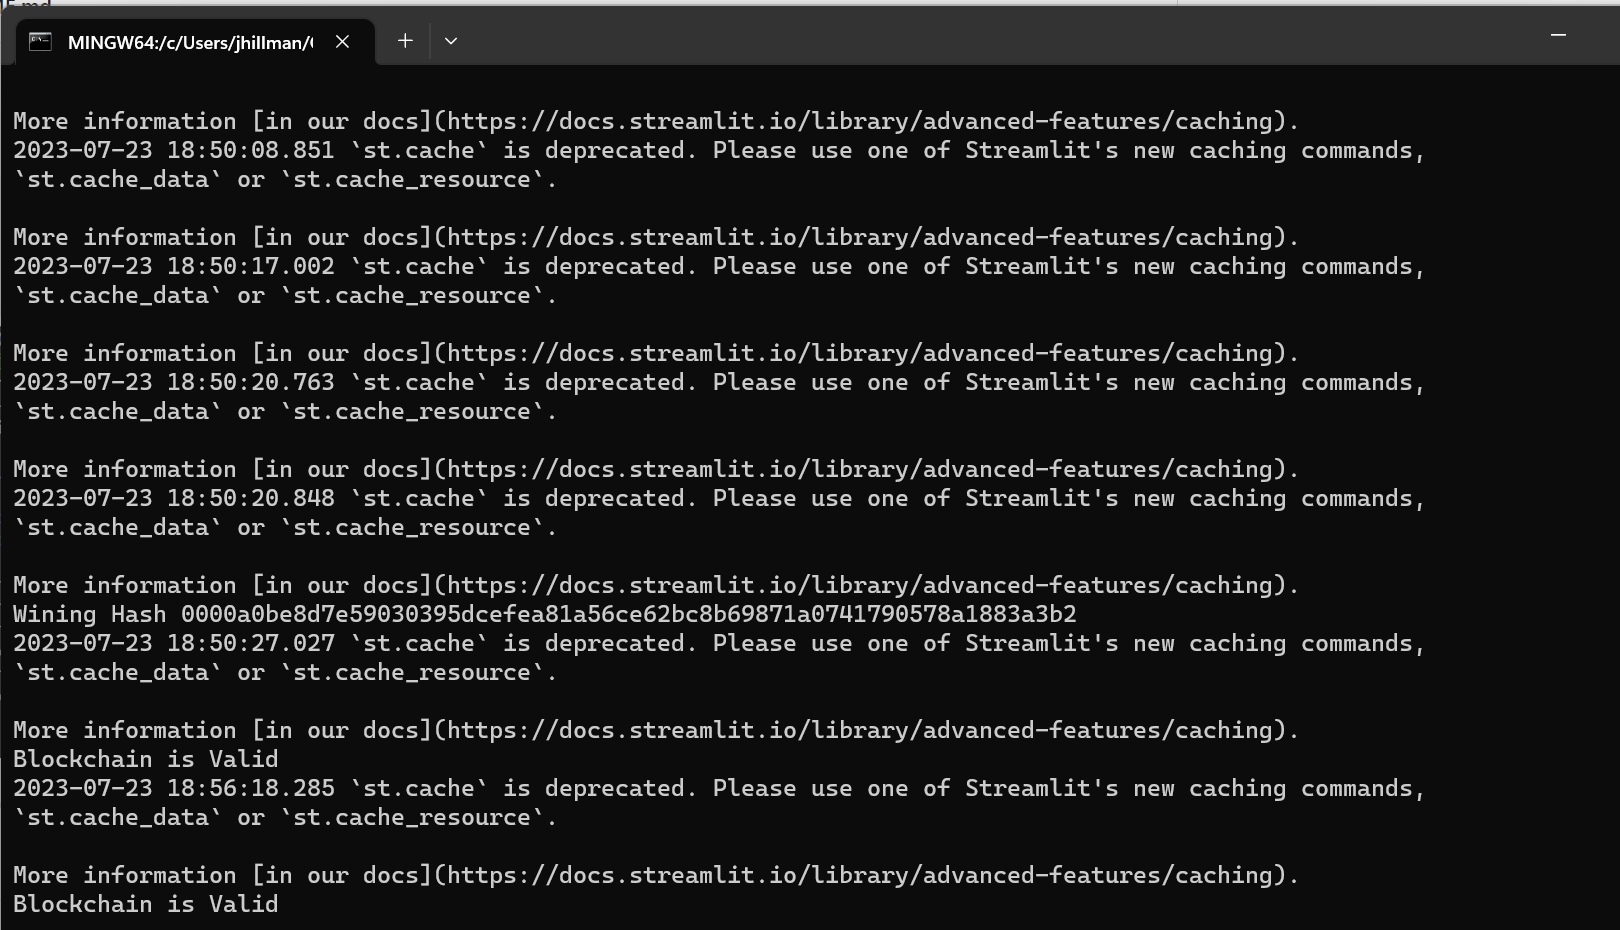 MINGW64:/c/Users/jhillman/
More information [in our docs](https://docs.streamlit.io/library/advanced-features/caching).
2023-07-23 18:50:08.851 `st.cache` is deprecated. Please use one of Streamlit's new caching commands,
`st.cache_data` or `st.cache_resource`.
More information [in our docs](https://docs.streamlit.io/library/advanced-features/caching).
2023-07-23 18:50:17.002 `st.cache` is deprecated. Please use one of Streamlit's new caching commands,
`st.cache_data` or `st.cache_resource`.
More information [in our docs](https://docs.streamlit.io/library/advanced-features/caching).
2023-07-23 18:50:20.763 `st.cache` is deprecated. Please use one of Streamlit's new caching commands,
`st.cache_data` or `st.cache_resource`.
More information [in our docs](https://docs.streamlit.io/library/advanced-features/caching).
2023-07-23 18:50:20.848 `st.cache` is deprecated. Please use one of Streamlit's new caching commands,
`st.cache_data` or `st.cache_resource`.
More information [in our docs](https://docs.streamlit.io/library/advanced-features/caching).
Wining Hash 0000a0be8d7e59030395dcefea81a56ce62bc8b69871a0741790578a1883a3b2
2023-07-23 18:50:27.027 `st.cache` is deprecated. Please use one of Streamlit's new caching commands,
`st.cache_data` or `st.cache_resource`.
More information [in our docs](https://docs.streamlit.io/library/advanced-features/caching).
Blockchain is Valid
2023-07-23 18:56:18.285 `st.cache` is deprecated. Please use one of Streamlit's new caching commands,
`st.cache_data` or `st.cache_resource`.
More information [in our docs](https://docs.streamlit.io/library/advanced-features/caching).
Blockchain is Valid